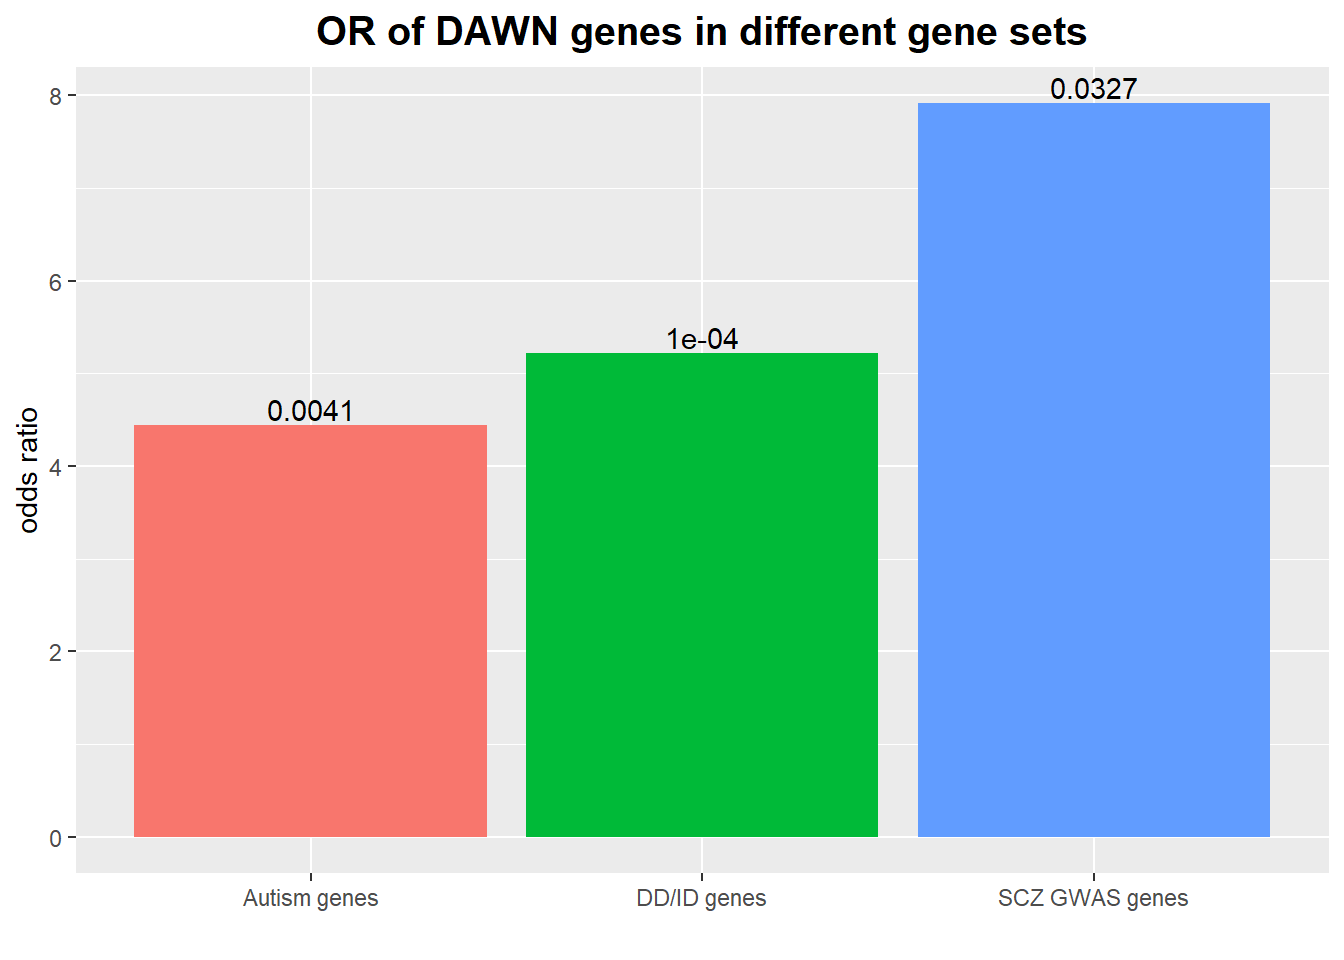 OR of DAWN genes in different gene sets
0.0327
8
1e-04
6
0.0041
4
odds ratio
2
0
Autism genes DD/ID genes SCZ GWAS genes